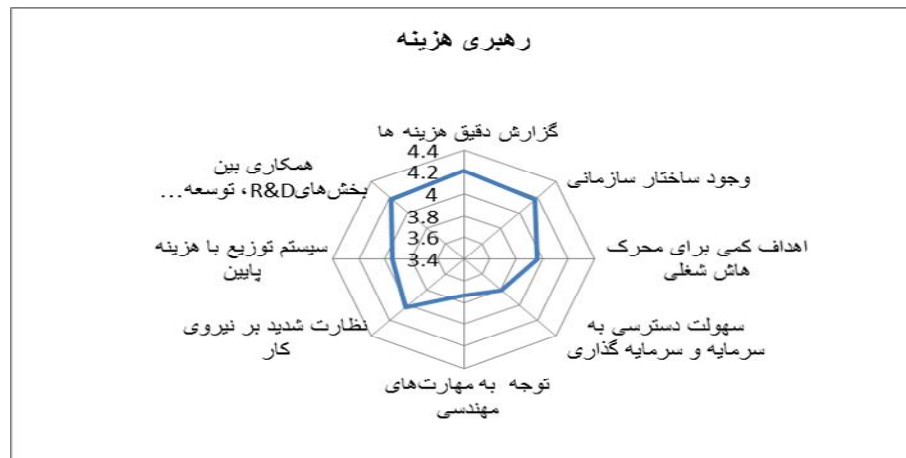 رهبری هزینه
گزارش دقیق هزینه ها
4.4
4.2
4
3.8
3.6
3.4
وجود ساختار سازمانی
اهداف کمی برای محرک
هاش شغلی
سهولت دسترسی به
سرمایه و سرمایه گذاری
توجه به مهارت‌های
مهندسی
نظارت شدید بر نیروی
کار
سیستم توزیع با هزینه
پایین
همکاری بین
بخش‌های R&D، توسعه...